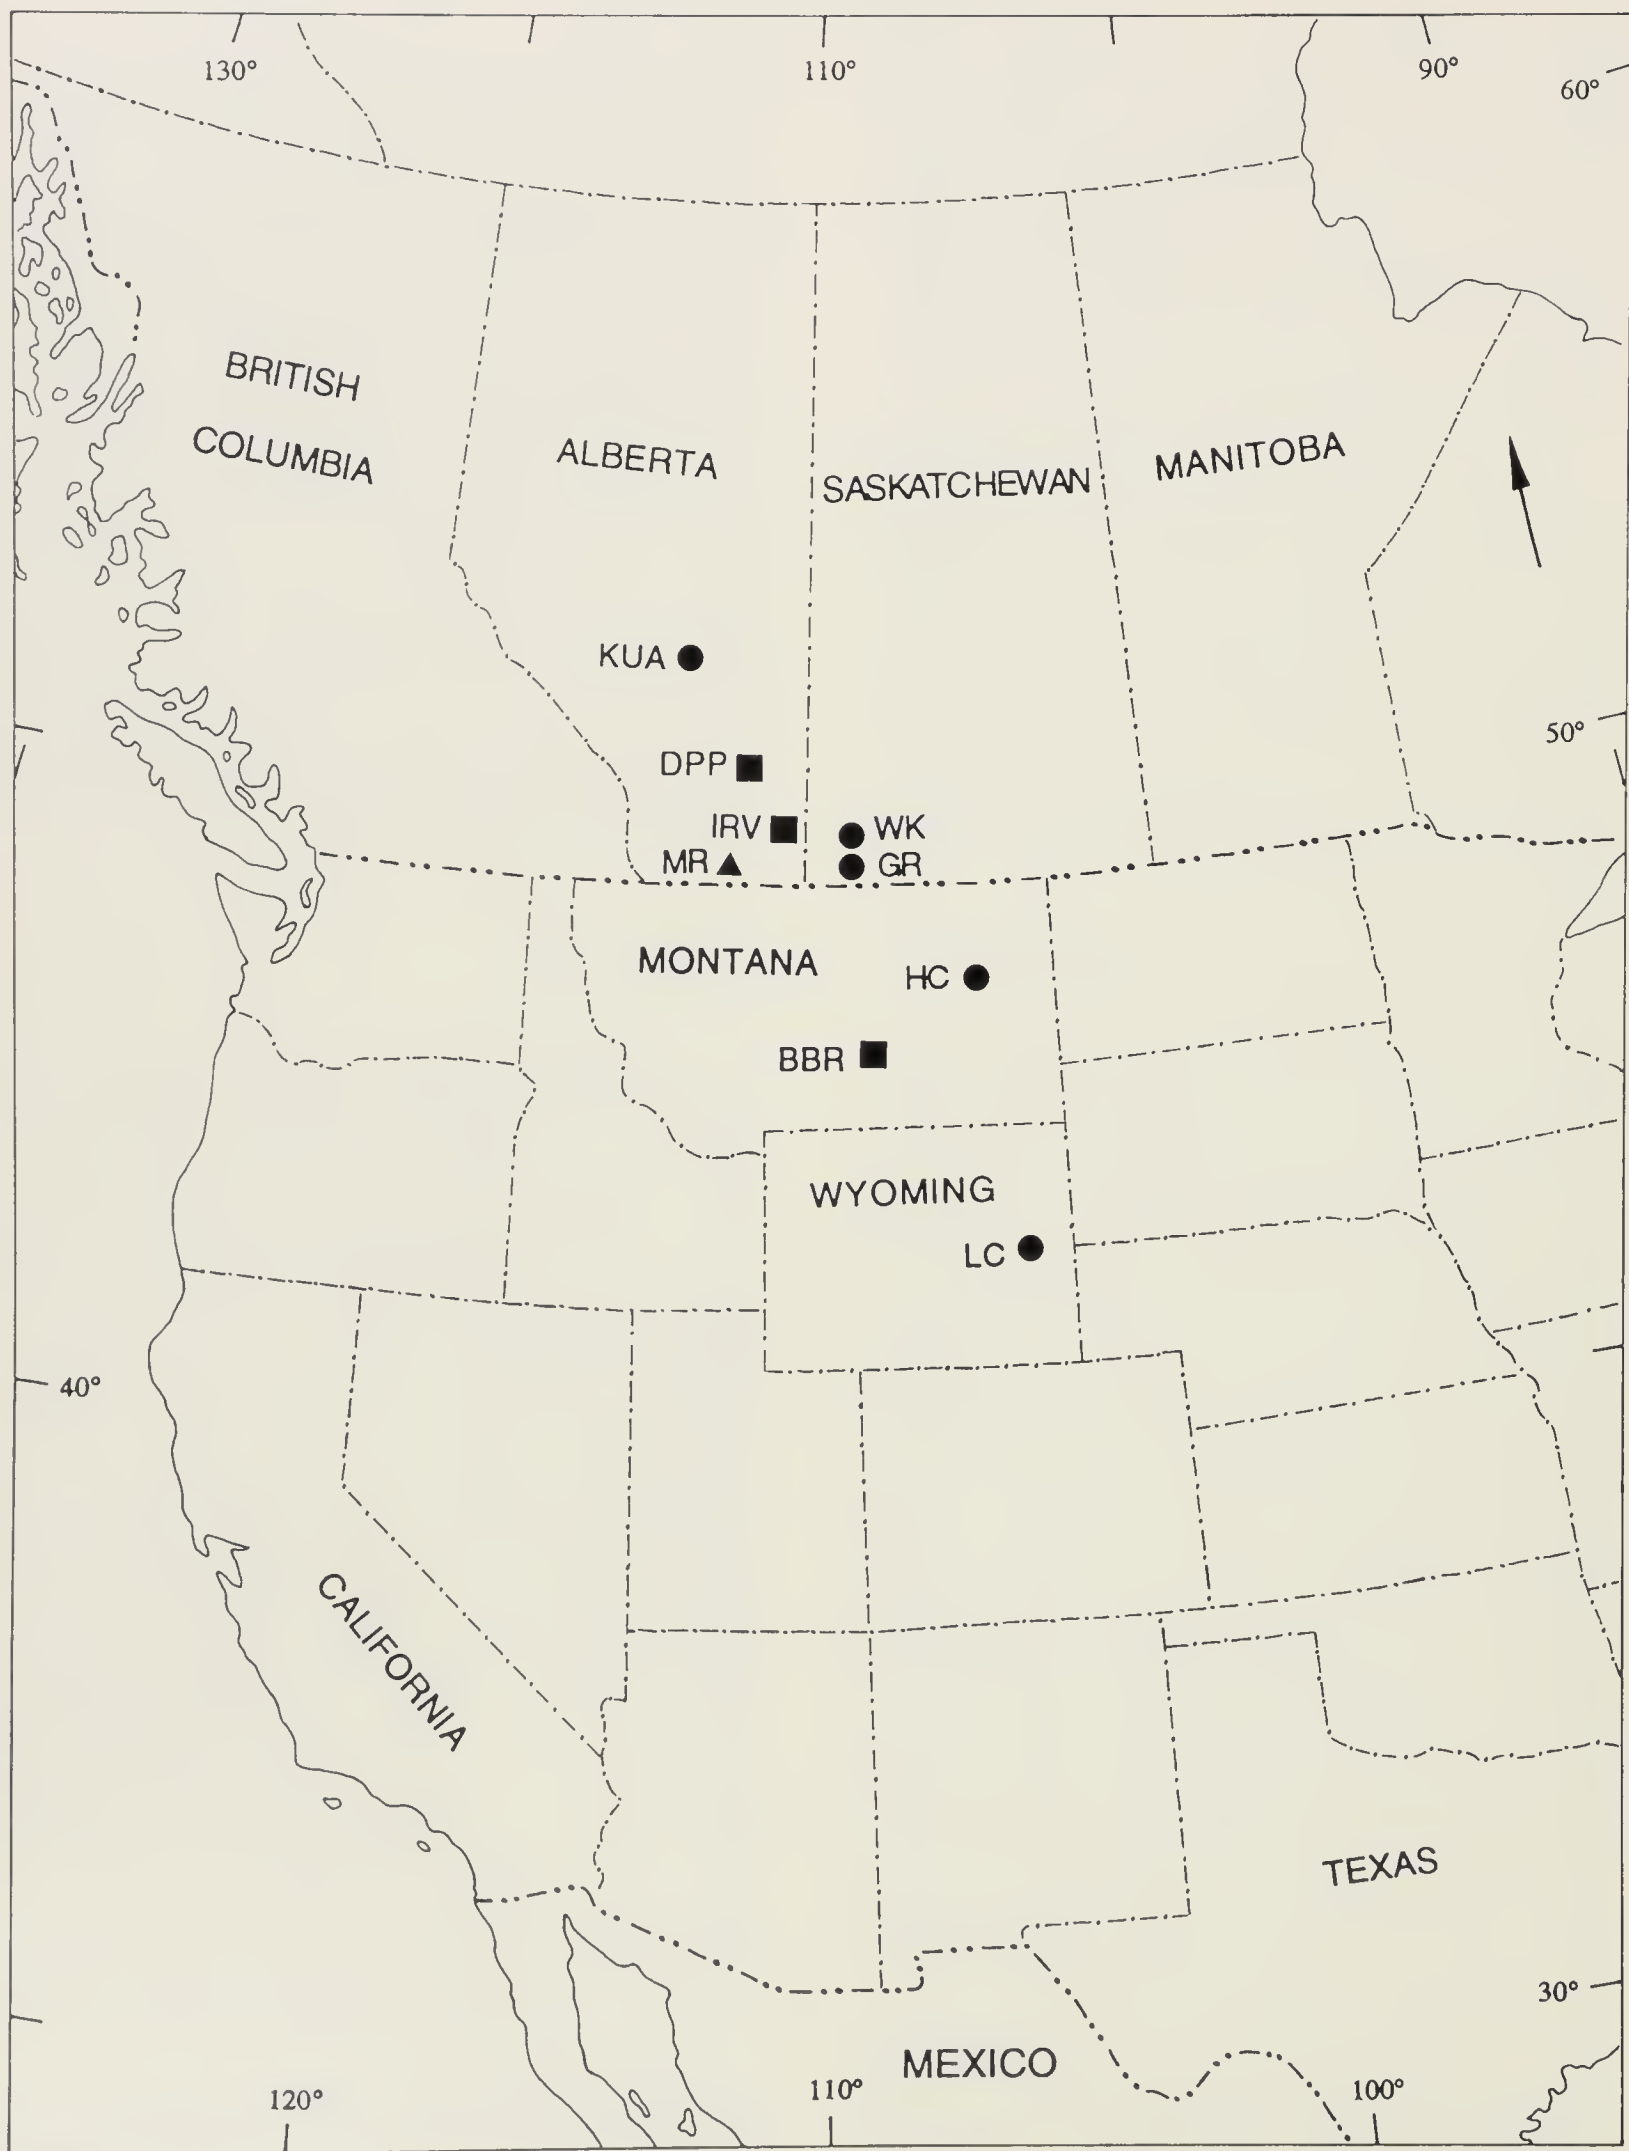 130°
110°
90°
60°
BRITISH
COLUMBIA
ALBERTA
SASKATCHEWAN
MANITOBA
KUA
DPP
50°
IRV
WK
MR
GR
MONTANA
HC
BBR
WYOMING
LC
40°
CALIFORNIA
TEXAS
30°
MEXICO
120°
110°
100°